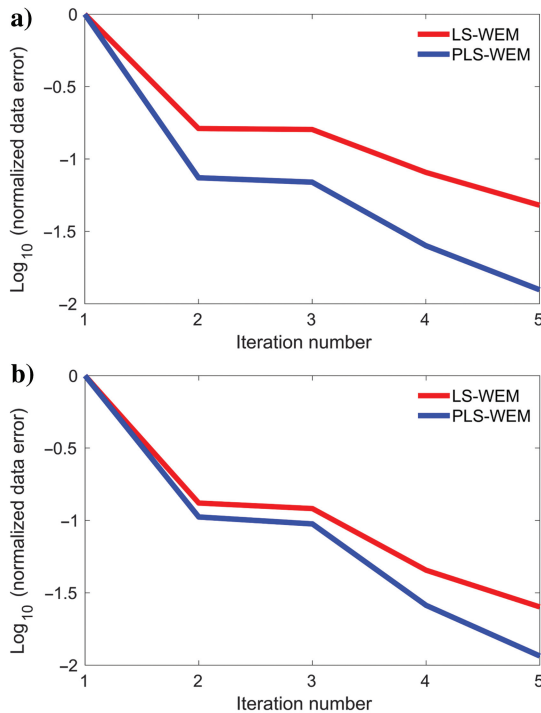 a)
0
–0.5
–1
–1.5
–2
1 2 3 4 5
Log10 (normalized data error)
Iteration number
LS-WEM
PLS-WEM
b)
0
–0.5
–1
–1.5
–2
1 2 3 4 5
Log10 (normalized data error)
Iteration number
LS-WEM
PLS-WEM